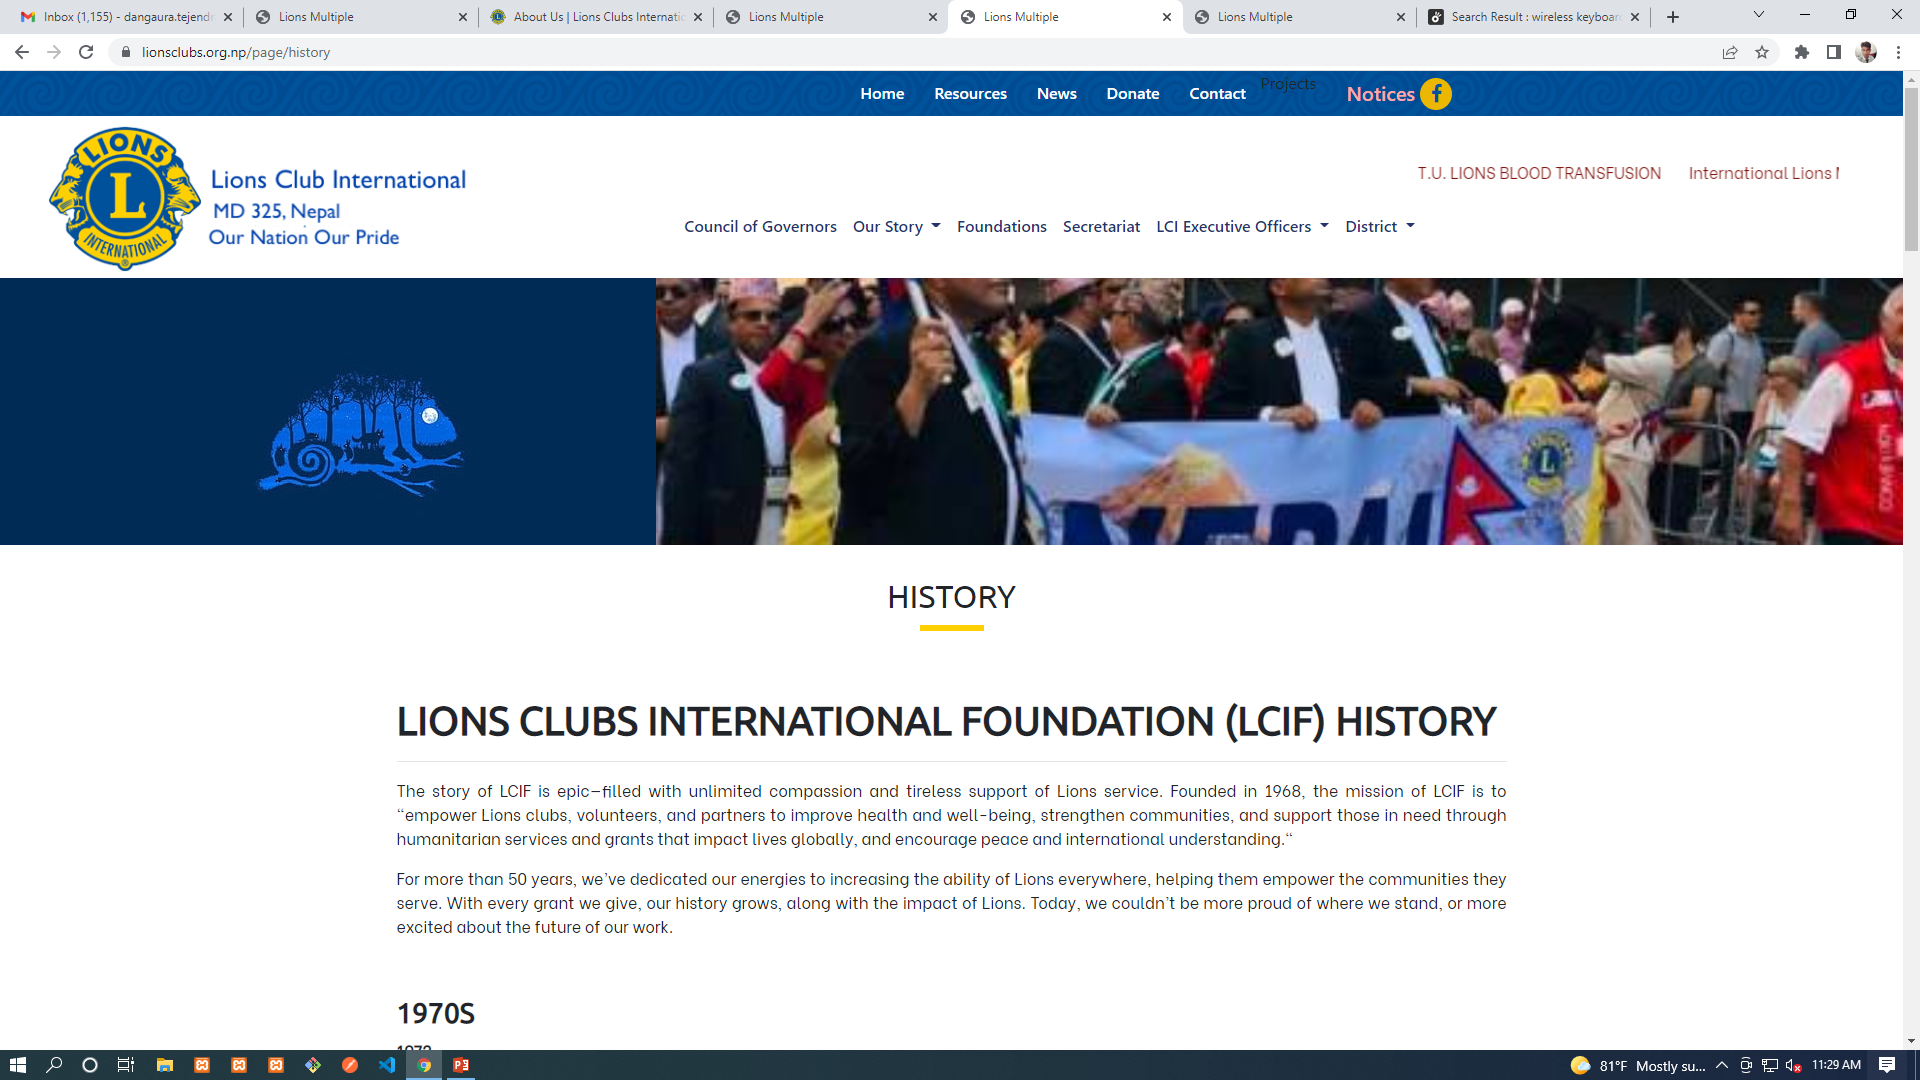 Inbox (1,155) - dangaura.tejendr
Lions Multiple
About Us | Lions Clubs Internatio
Lions Multiple
Lions Multiple
Lions Multiple
Search Result : wireless keyboar
lionsclubs.org.np/page/history
Home Resources News Donate Contact Projects Notices
LIONS
L
INTERNATIONAL
Lions Club International
MD 325, Nepal
Our Nation Our Pride
T.U. LIONS BLOOD TRANSFUSION International Lions M
Council of Governors Our Story Foundations Secretariat LCI Executive Officers District
NEPAL
HISTORY
LIONS CLUBS INTERNATIONAL FOUNDATION (LCIF) HISTORY
The story of LCIF is epic—filled with unlimited compassion and tireless support of Lions service. Founded in 1968, the mission of LCIF is to
“empower Lions clubs, volunteers, and partners to improve health and well-being, strengthen communities, and support those in need through
humanitarian services and grants that impact lives globally, and encourage peace and international understanding.“
For more than 50 years, we’ve dedicated our energies to increasing the ability of Lions everywhere, helping them empower the communities they
serve. With every grant we give, our history grows, along with the impact of Lions. Today, we couldn’t be more proud of where we stand, or more
excited about the future of our work.
1970S
1972
81°F Mostly su...
11:29 AM